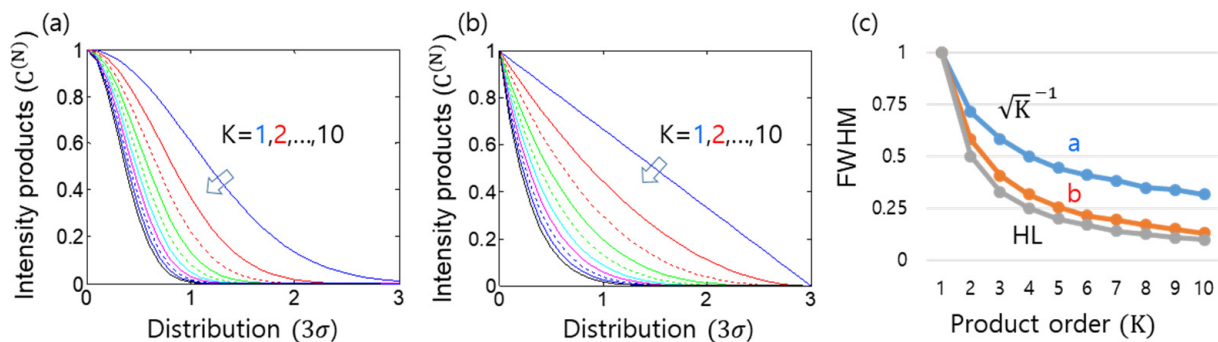 (a)
Intensity products (C^(N))
1
0.8
0.6
0.4
0.2
0
K=1,2,...,10
0 1 2 3
Distribution (3σ)
(b)
Intensity products (C^(N))
1
0.8
0.6
0.4
0.2
0
K=1,2,...,10
0 1 2 3
Distribution (3σ)
(c)
FWHM
1
0.75
0.5
0.25
0
√K⁻¹
a
b
HL
1 2 3 4 5 6 7 8 9 10
Product order (K)